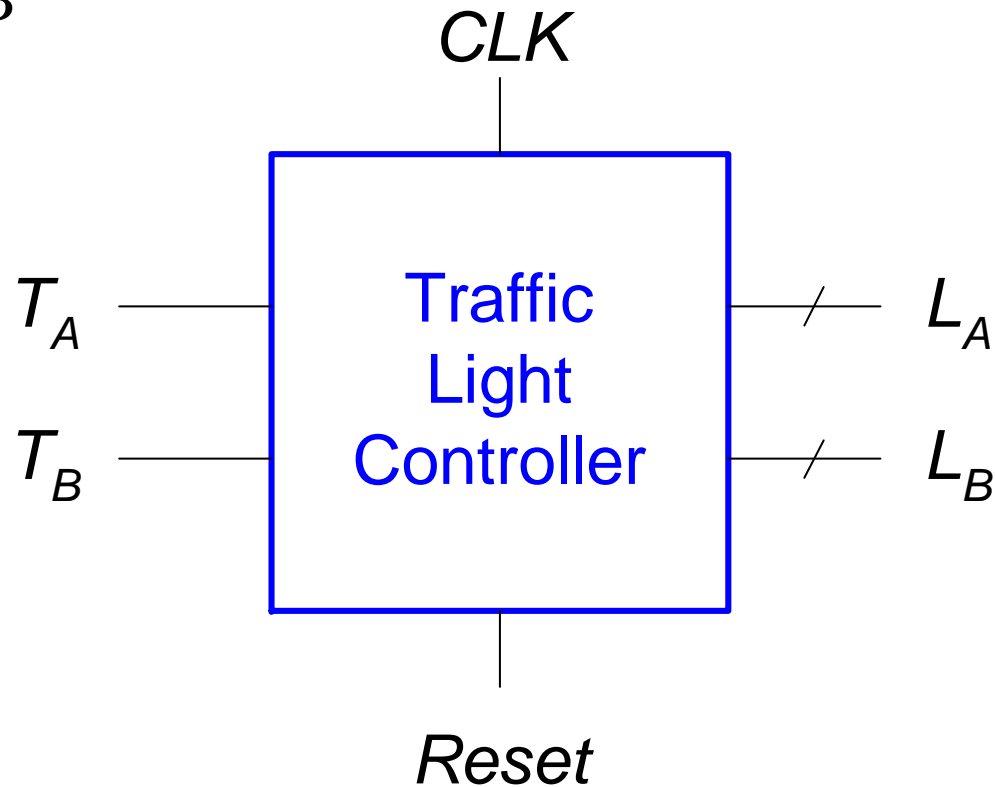 CLK
T_A
Traffic
Light
Controller
L_A
T_B
L_B
Reset